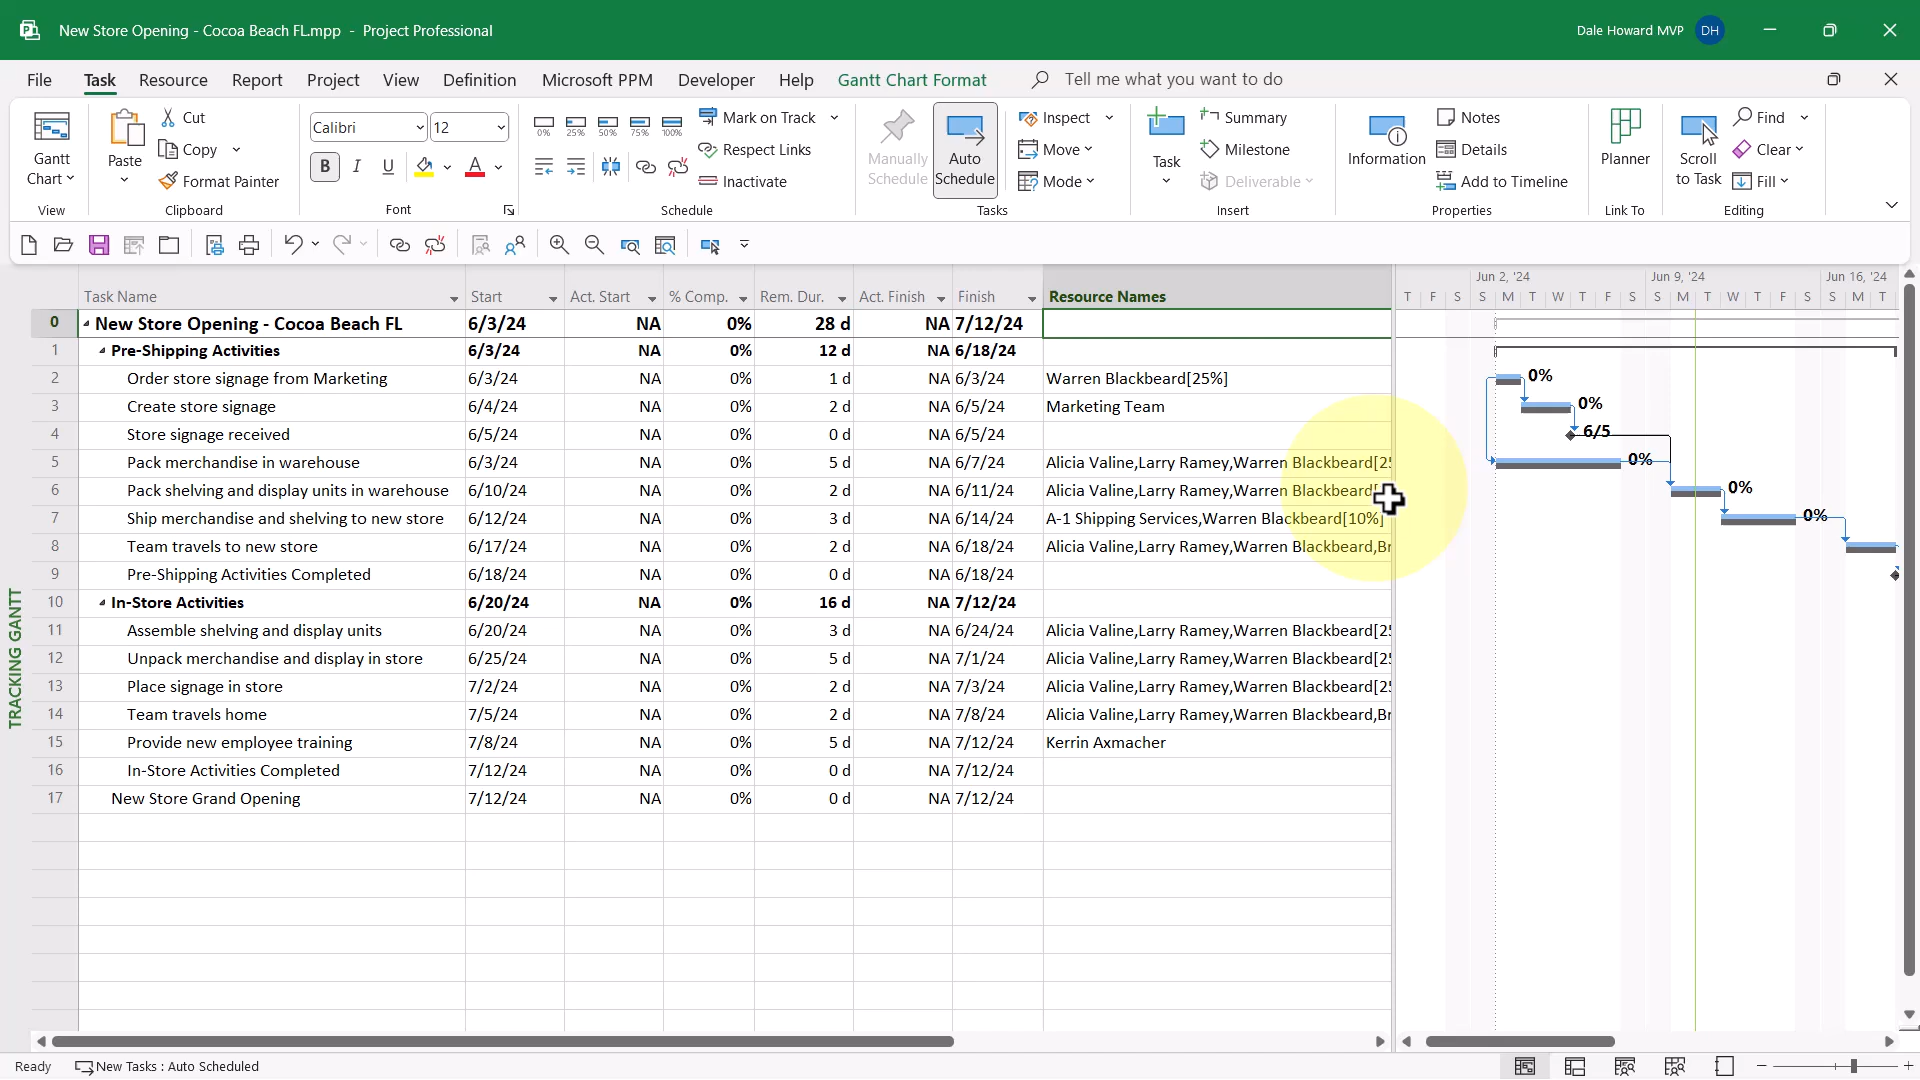 New Store Opening - Cocoa Beach FL.mpp - Project Professional
Dale Howard MVP DH
File Task Resource Report Project View Definition Microsoft PPM Developer Help Gantt Chart Format Tell me what you want to do
Gantt Chart
View
Paste
Cut
Copy
Format Painter
Clipboard
Calibri 12
B I U A
Font
0% 25% 50% 75% 100%
Mark on Track
Respect Links
Inactivate
Schedule
Manually Schedule
Auto Schedule
Inspect
Move
Mode
Tasks
Task
Summary
Milestone
Deliverable
Insert
Information
Notes
Details
Add to Timeline
Properties
Planner
Link To
Scroll to Task
Find
Clear
Fill
Editing
Task Name Start Act. Start % Comp. Rem. Dur. Act. Finish Finish Resource Names
0 New Store Opening - Cocoa Beach FL 6/3/24 NA 0% 28 d NA 7/12/24
1 Pre-Shipping Activities 6/3/24 NA 0% 12 d NA 6/18/24
2 Order store signage from Marketing 6/3/24 NA 0% 1 d NA 6/3/24 Warren Blackbeard[25%]
3 Create store signage 6/4/24 NA 0% 2 d NA 6/5/24 Marketing Team
4 Store signage received 6/5/24 NA 0% 0 d NA 6/5/24
5 Pack merchandise in warehouse 6/3/24 NA 0% 5 d NA 6/7/24 Alicia Valine,Larry Ramey,Warren Blackbeard[25
6 Pack shelving and display units in warehouse 6/10/24 NA 0% 2 d NA 6/11/24 Alicia Valine,Larry Ramey,Warren Blackbeard[
7 Ship merchandise and shelving to new store 6/12/24 NA 0% 3 d NA 6/14/24 A-1 Shipping Services,Warren Blackbeard[10%]
8 Team travels to new store 6/17/24 NA 0% 2 d NA 6/18/24 Alicia Valine,Larry Ramey,Warren Blackbeard,Br
9 Pre-Shipping Activities Completed 6/18/24 NA 0% 0 d NA 6/18/24
10 In-Store Activities 6/20/24 NA 0% 16 d NA 7/12/24
11 Assemble shelving and display units 6/20/24 NA 0% 3 d NA 6/24/24 Alicia Valine,Larry Ramey,Warren Blackbeard[25
12 Unpack merchandise and display in store 6/25/24 NA 0% 5 d NA 7/1/24 Alicia Valine,Larry Ramey,Warren Blackbeard[25
13 Place signage in store 7/2/24 NA 0% 2 d NA 7/3/24 Alicia Valine,Larry Ramey,Warren Blackbeard[25
14 Team travels home 7/5/24 NA 0% 2 d NA 7/8/24 Alicia Valine,Larry Ramey,Warren Blackbeard,Br
15 Provide new employee training 7/8/24 NA 0% 5 d NA 7/12/24 Kerrin Axmacher
16 In-Store Activities Completed 7/12/24 NA 0% 0 d NA 7/12/24
17 New Store Grand Opening 7/12/24 NA 0% 0 d NA 7/12/24
TRACKING GANTT
Jun 2, '24 Jun 9, '24 Jun 16, '24
T F S S M T W T F S S M T W T F S S M T
0%
0%
6/5
0%
0%
0%
Ready New Tasks : Auto Scheduled